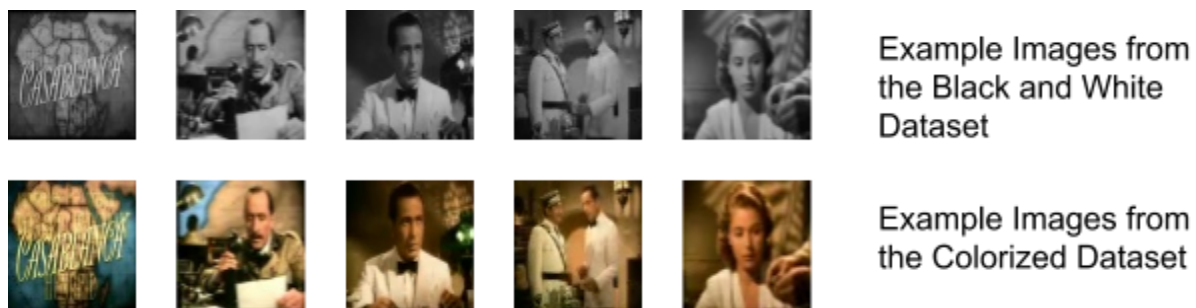 CASABLANCA
Example Images from
the Black and White
Dataset
CASABLANCA
Example Images from
the Colorized Dataset